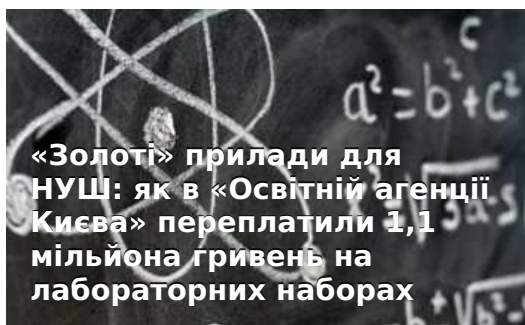 c
a²=b²+c²
«Золоті» прилади для
НУШ: як в «Освітній агенції
Києва» переплатили 1,1
мільйона гривень на
лабораторних наборах